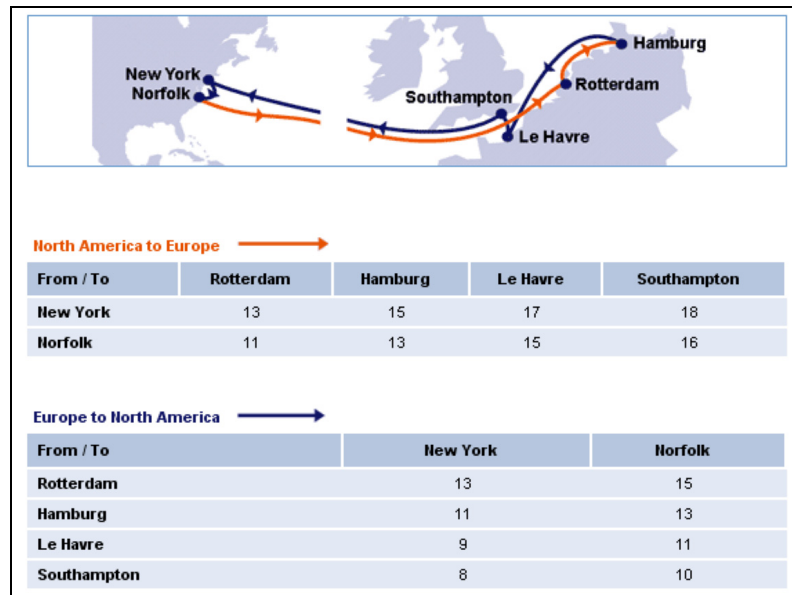 Hamburg
New York
Rotterdam
Norfolk
Southampton
Le Havre
North America to Europe
From / To Rotterdam Hamburg Le Havre Southampton
New York 13 15 17 18
Norfolk 11 13 15 16
Europe to North America
From / To New York Norfolk
Rotterdam 13 15
Hamburg 11 13
Le Havre 9 11
Southampton 8 10